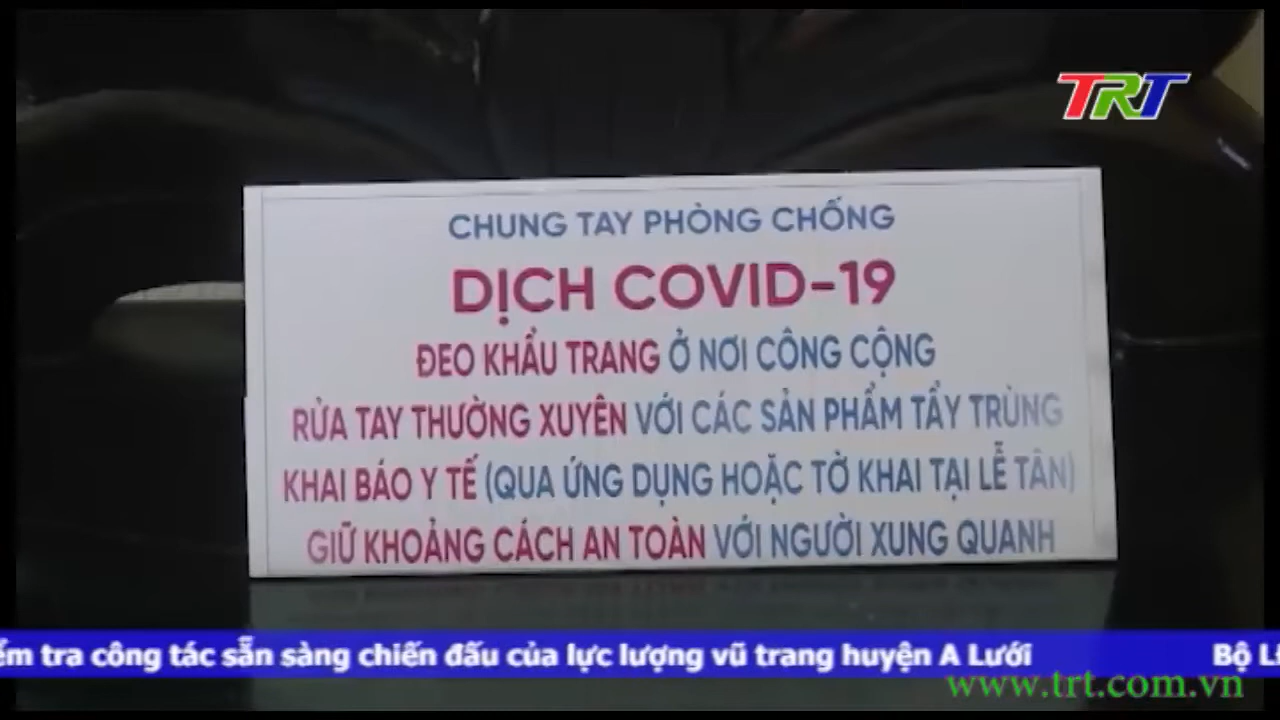 TRT
CHUNG TAY PHÒNG CHỐNG
DỊCH COVID-19
ĐEO KHẨU TRANG Ở NƠI CÔNG CỘNG
RỬA TAY THƯỜNG XUYÊN VỚI CÁC SẢN PHẨM TẨY TRÙNG
KHAI BÁO Y TẾ (QUA ỨNG DỤNG HOẶC TỜ KHAI TẠI LỄ TÂN)
GIỮ KHOẢNG CÁCH AN TOÀN VỚI NGƯỜI XUNG QUANH
tra công tác sẵn sàng chiến đấu của lực lượng vũ trang huyện A Lưới Bộ
www.trt.com.vn